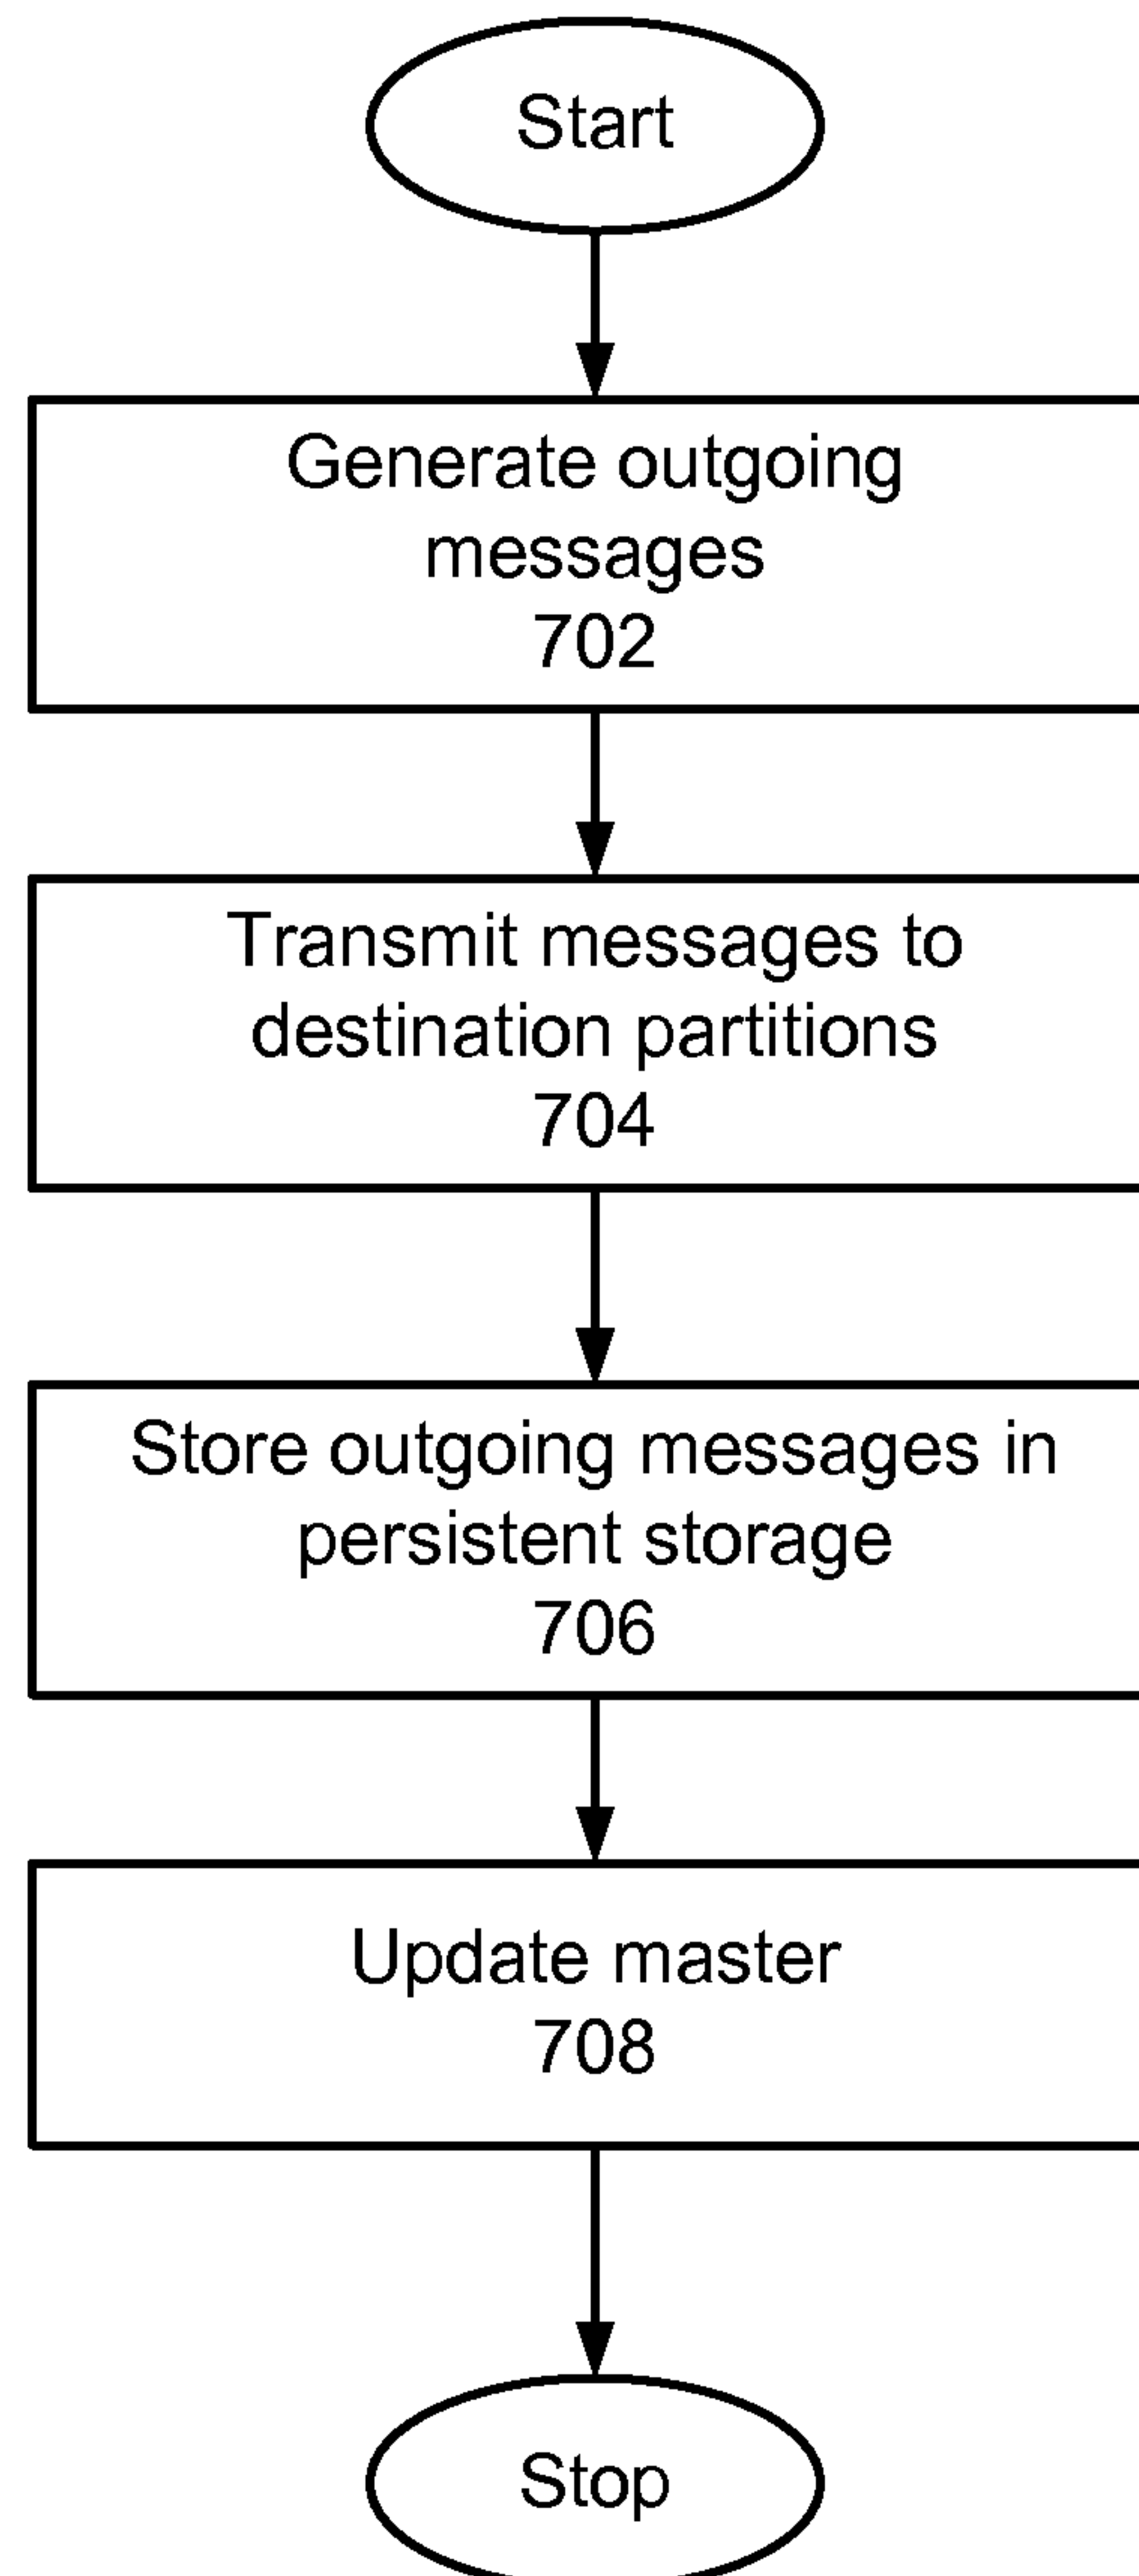 Start
Generate outgoing
messages
702
Transmit messages to
destination partitions
704
Store outgoing messages in
persistent storage
706
Update master
708
Stop